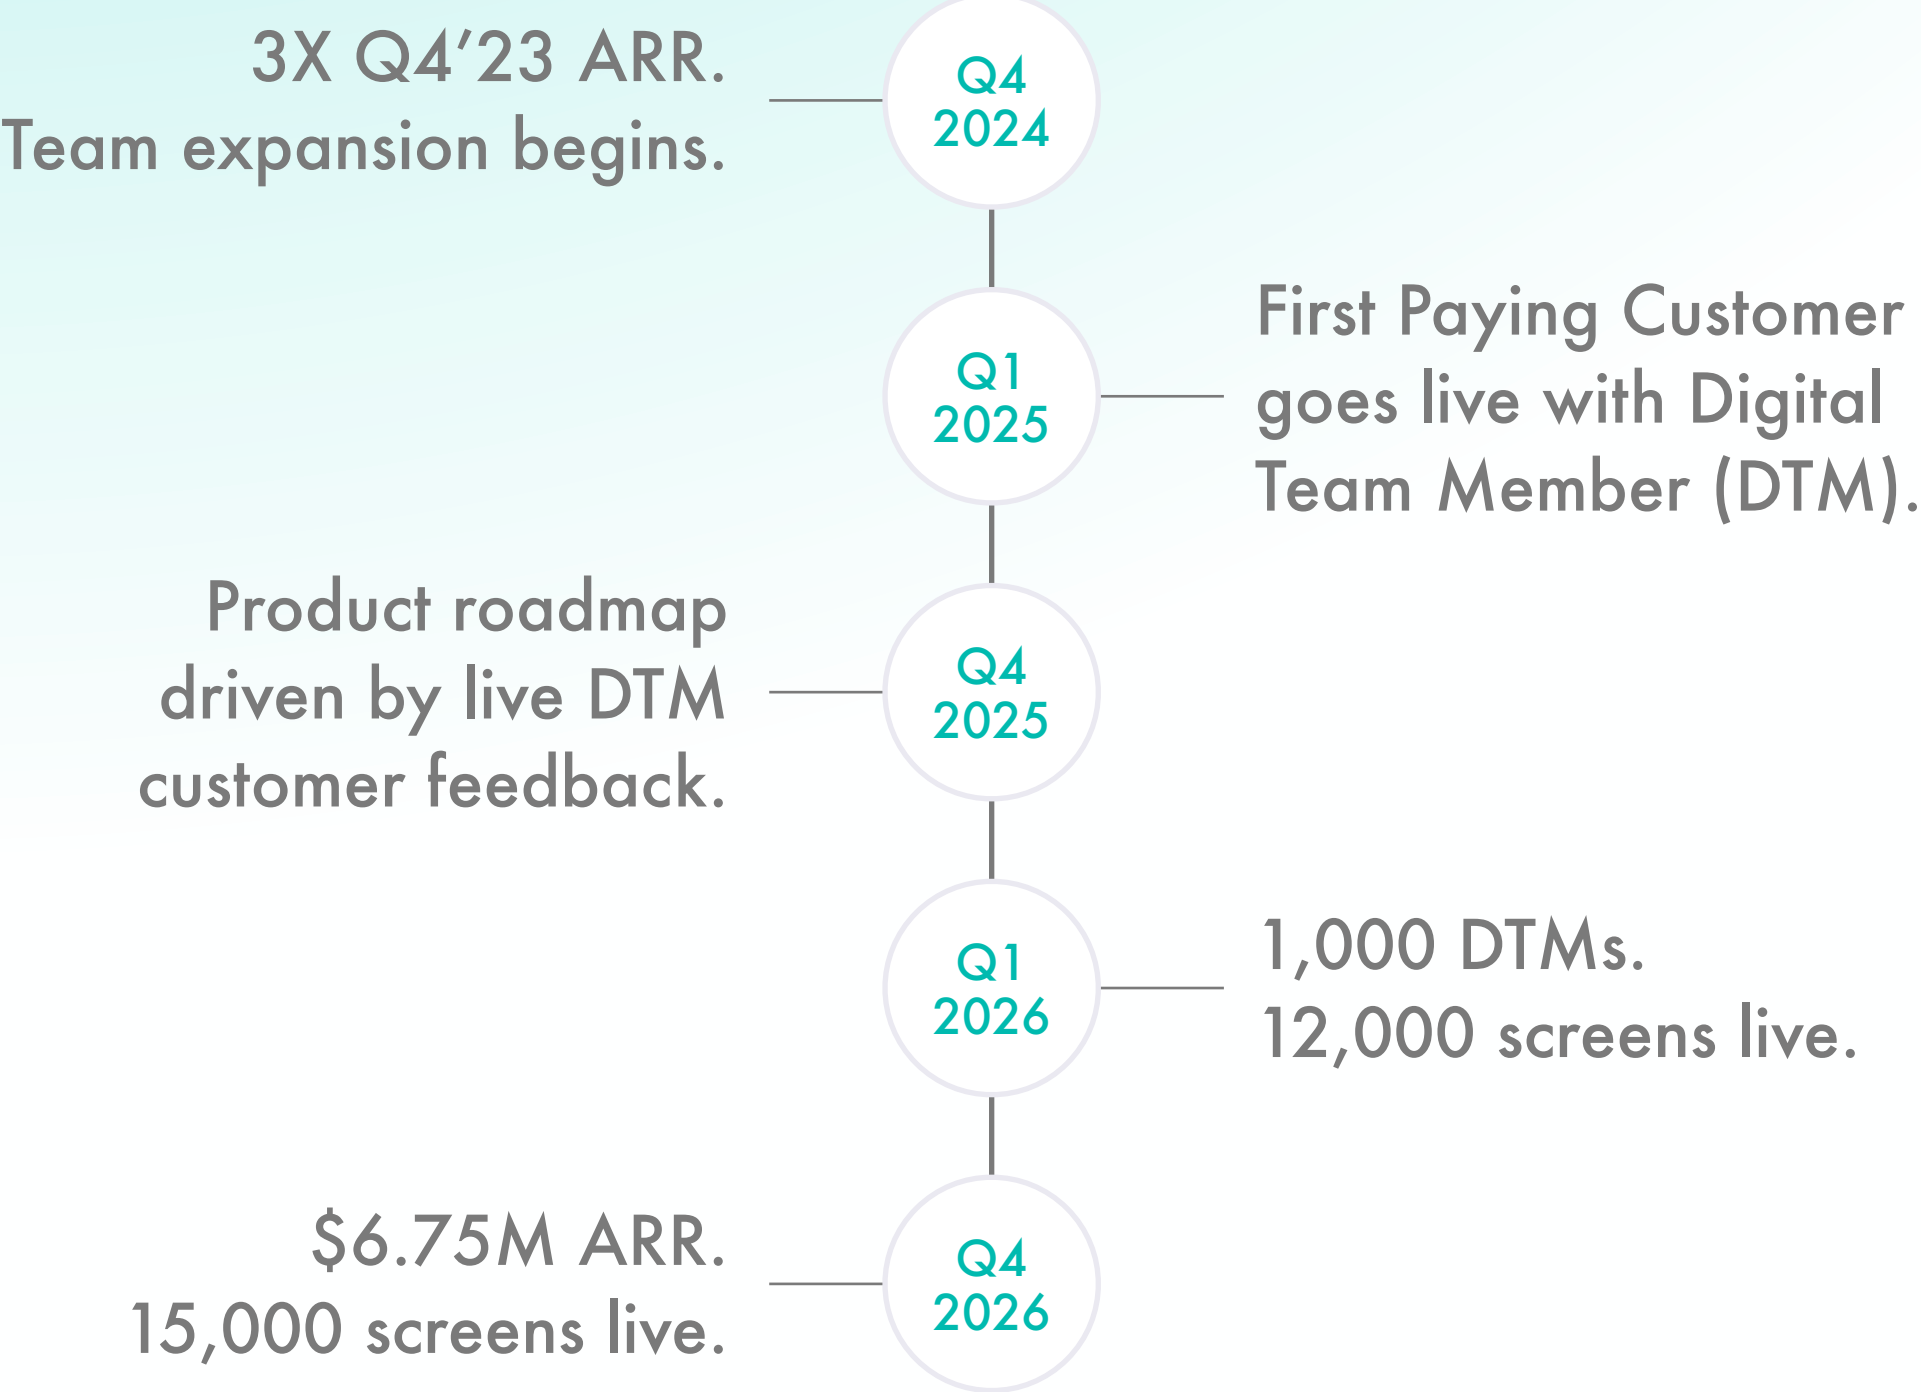 3X Q4’23 ARR.
Team expansion begins.
Q4
2024
Q1
2025
First Paying Customer
goes live with Digital
Team Member (DTM).
Product roadmap
driven by live DTM
customer feedback.
Q4
2025
Q1
2026
1,000 DTMs.
12,000 screens live.
$6.75M ARR.
15,000 screens live.
Q4
2026